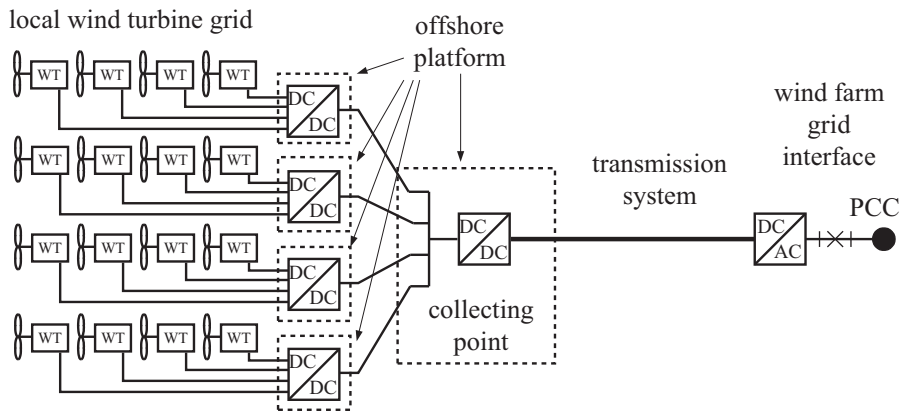 local wind turbine grid
offshore
platform
WT WT WT WT
DC
DC
wind farm
grid
interface
WT WT WT WT
DC
DC
transmission
system
PCC
DC
DC
DC
AC
WT WT WT WT
DC
DC
collecting
point
WT WT WT WT
DC
DC